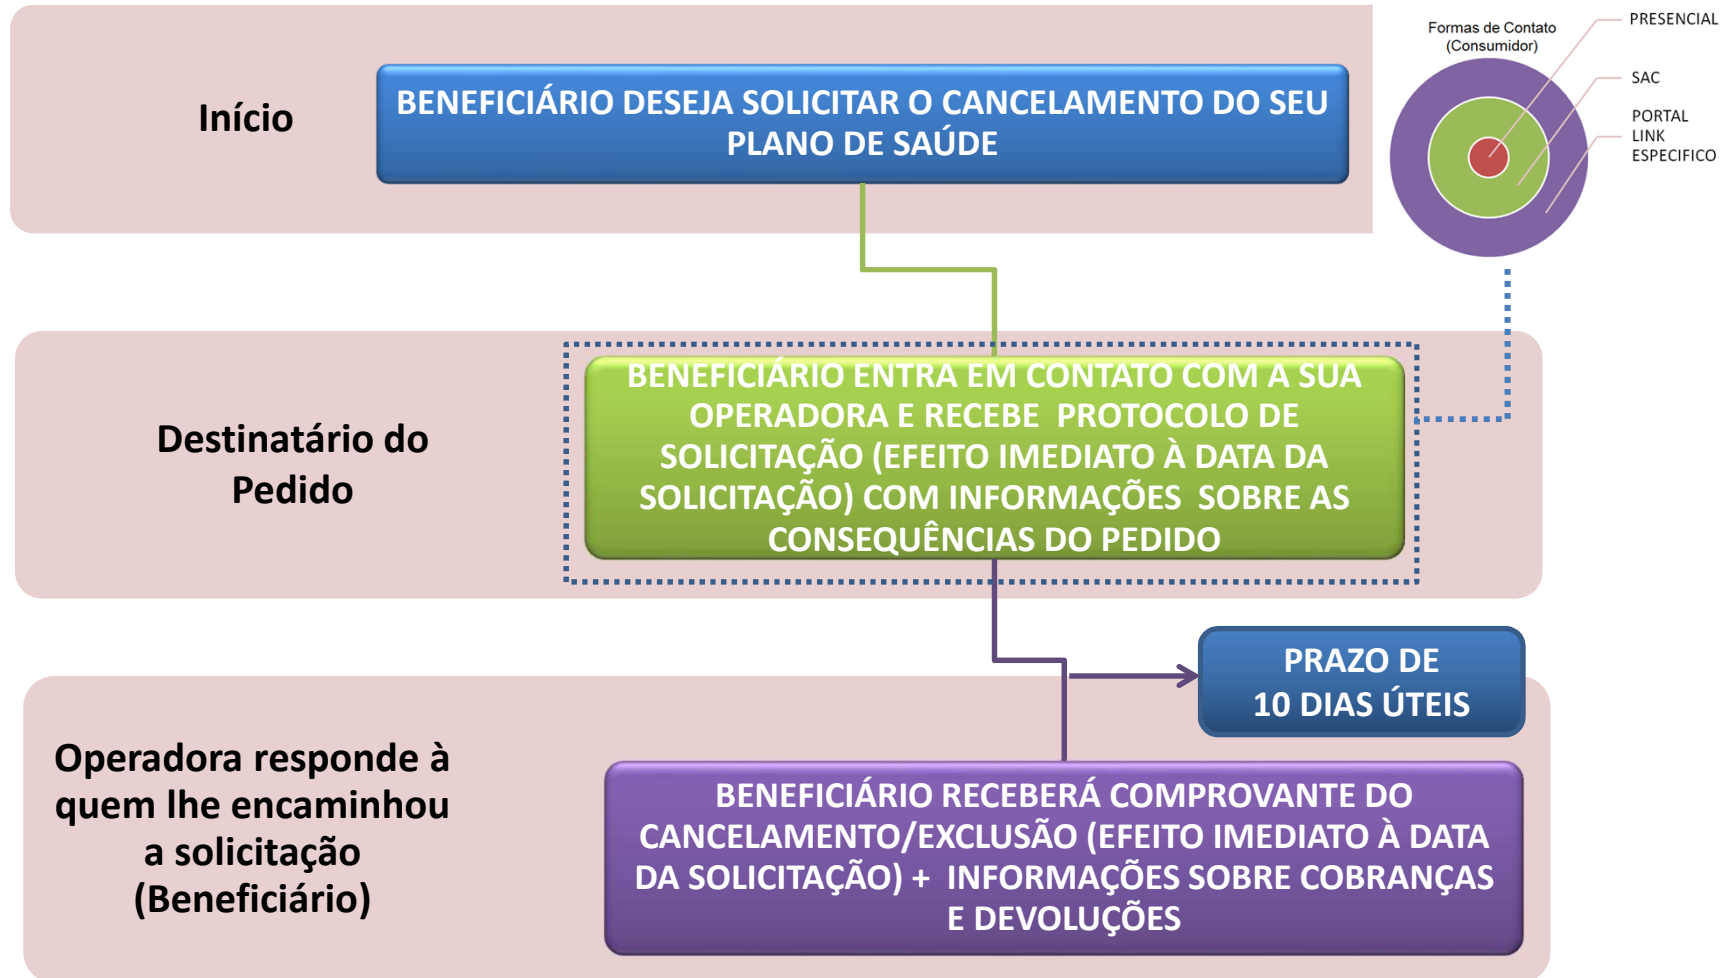 Início
BENEFICIÁRIO DESEJA SOLICITAR O CANCELAMENTO DO SEU
PLANO DE SAÚDE
Formas de Contato
(Consumidor)
PRESENCIAL
SAC
PORTAL
LINK
ESPECIFICO
Destinatário do
Pedido
BENEFICIÁRIO ENTRA EM CONTATO COM A SUA
OPERADORA E RECEBE PROTOCOLO DE
SOLICITAÇÃO (EFEITO IMEDIATO À DATA DA
SOLICITAÇÃO) COM INFORMAÇÕES SOBRE AS
CONSEQUÊNCIAS DO PEDIDO
PRAZO DE
10 DIAS ÚTEIS
Operadora responde à
quem lhe encaminhou
a solicitação
(Beneficiário)
BENEFICIÁRIO RECEBERÁ COMPROVANTE DO
CANCELAMENTO/EXCLUSÃO (EFEITO IMEDIATO À DATA
DA SOLICITAÇÃO) + INFORMAÇÕES SOBRE COBRANÇAS
E DEVOLUÇÕES